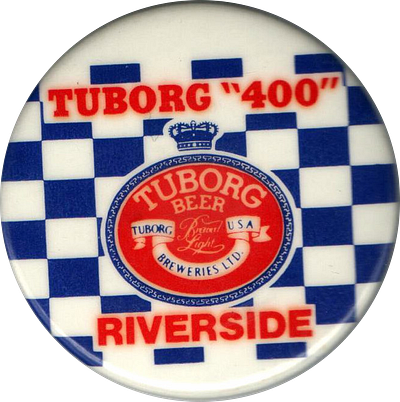 TUBORG "400"
TUBORG
BEER
TUBORG U.S.A
Royal
Light
BREWERIES LTD.
RIVERSIDE